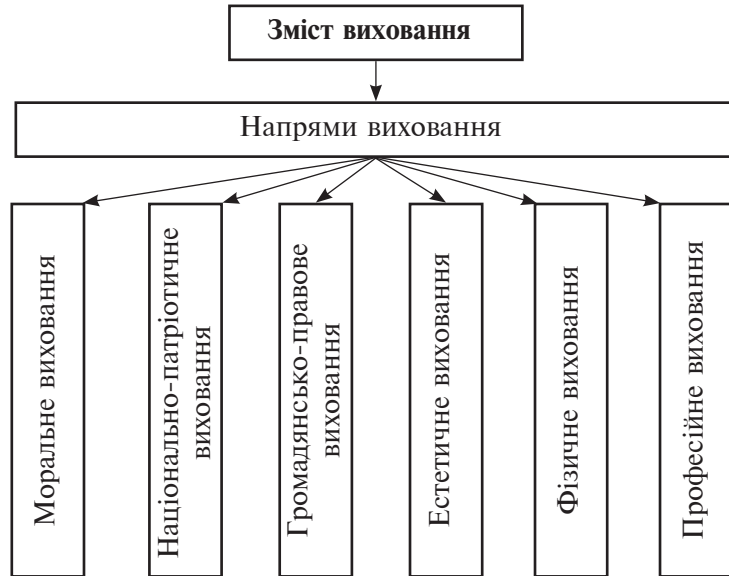 Зміст виховання
Напрями виховання
Моральне виховання
Національно-патріотичне
виховання
Громадянсько-правове
виховання
Естетичне виховання
Фізичне виховання
Професійне виховання